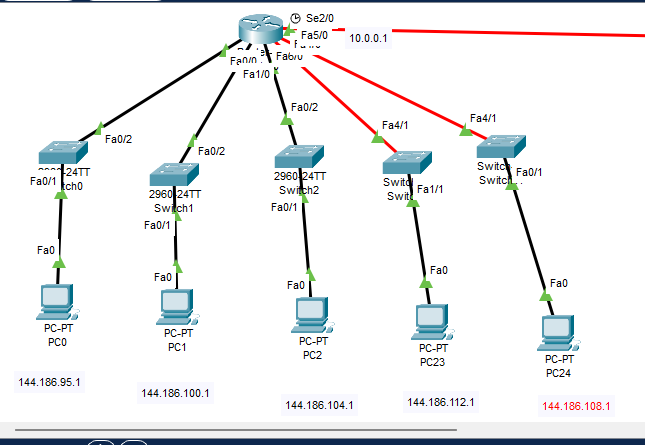 Se2/0
Fa5/0
10.0.0.1
Fa0/0
Fa6/0
Fa1/0
Fa0/2
Fa0/2
Fa0/2
Fa4/1
Fa4/1
2960-24TT
Switch1
2960-24TT
Switch2
Switch
Fa0/1
Fa0/1
Fa0/1
Fa1/1
Fa0/1
Fa0
Fa0
Fa0
Fa0
Fa0
PC-PT
PC0
PC-PT
PC1
PC-PT
PC2
PC-PT
PC23
PC-PT
PC24
144.186.95.1
144.186.100.1
144.186.104.1
144.186.112.1
144.186.108.1